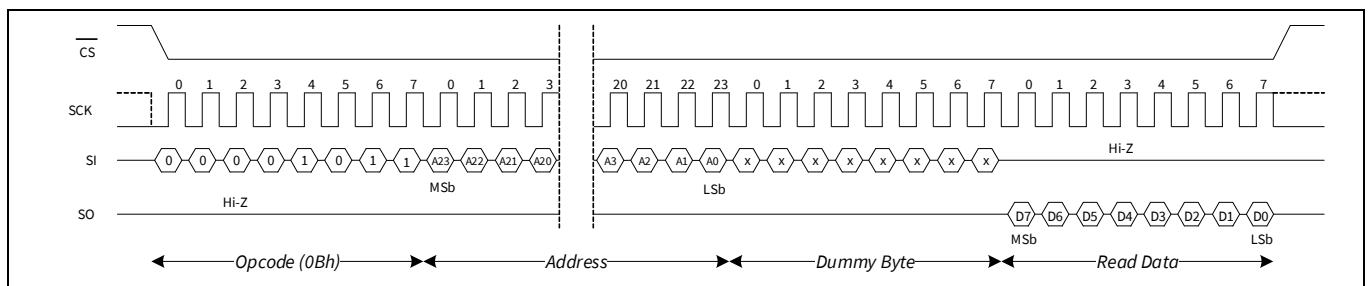 CS
0 1 2 3 4 5 6 7 0 1 2 3 20 21 22 23 0 1 2 3 4 5 6 7 0 1 2 3 4 5 6 7
SCK
Hi-Z
SI 0 0 0 0 1 0 1 1 A23 A22 A21 A20 A3 A2 A1 A0 x x x x x x x x
MSb LSb
Hi-Z
SO D7 D6 D5 D4 D3 D2 D1 D0
MSb LSb
Opcode (0Bh) Address Dummy Byte Read Data